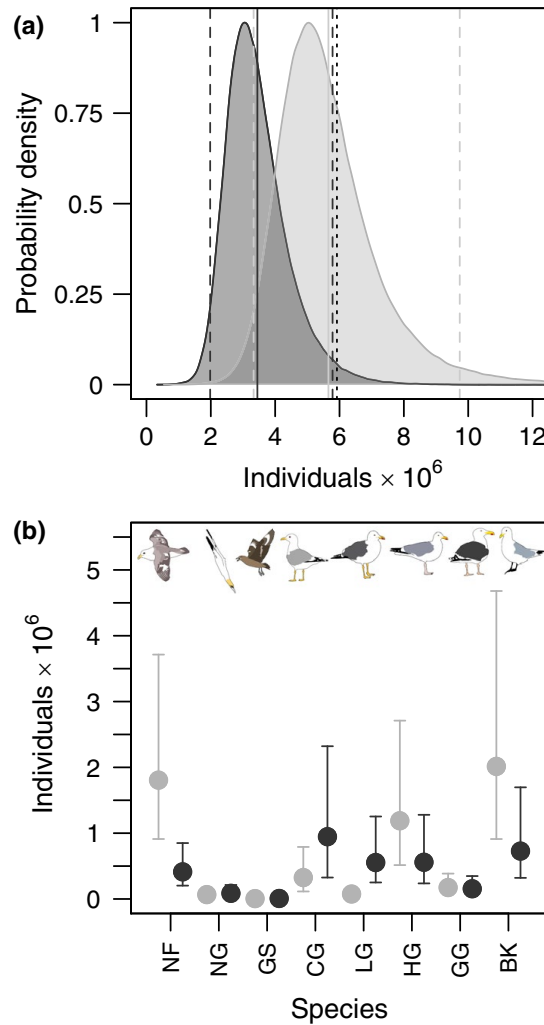 (a)
Probability density
1
0.75
0.5
0.25
0
0 2 4 6 8 10 12
Individuals × 10⁶
(b)
Individuals × 10⁶
5
4
3
2
1
0
NF NG GS CG LG HG GG BK
Species